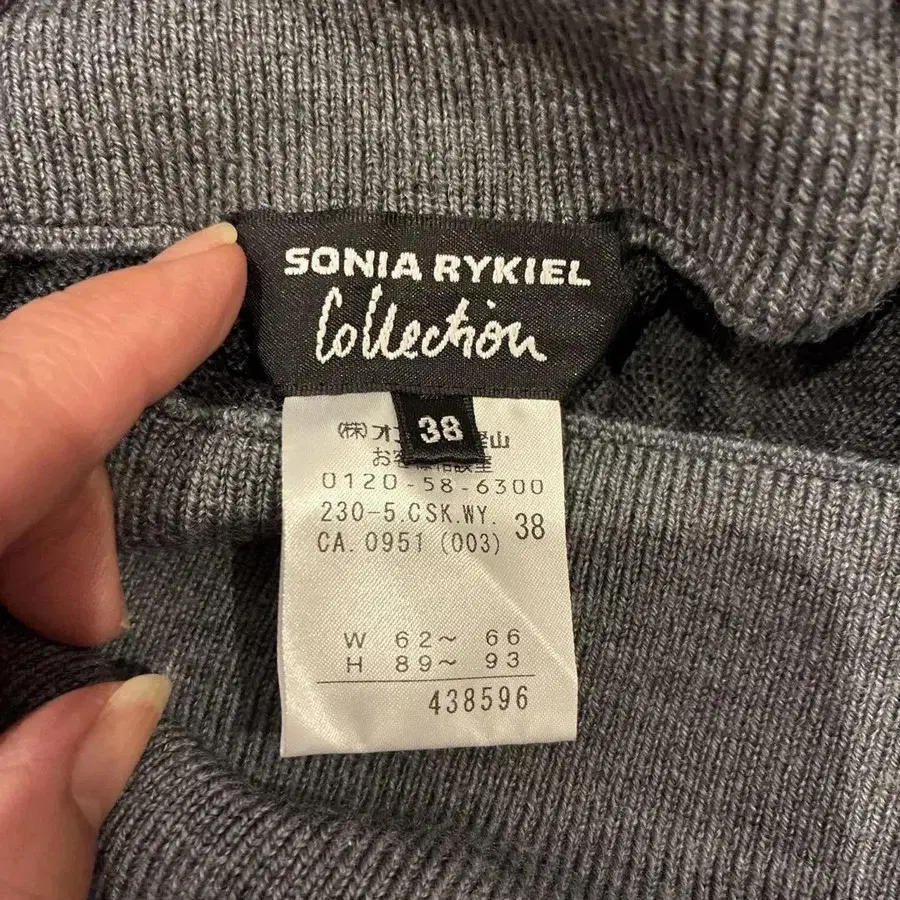 SONIA RYKIEL
Collection
38
(株)オ 山
お客様相談室
0120-58-6300
230-5.CSK.WY. 38
CA. 0951 (003)
W 62～ 66
H 89～ 93
438596